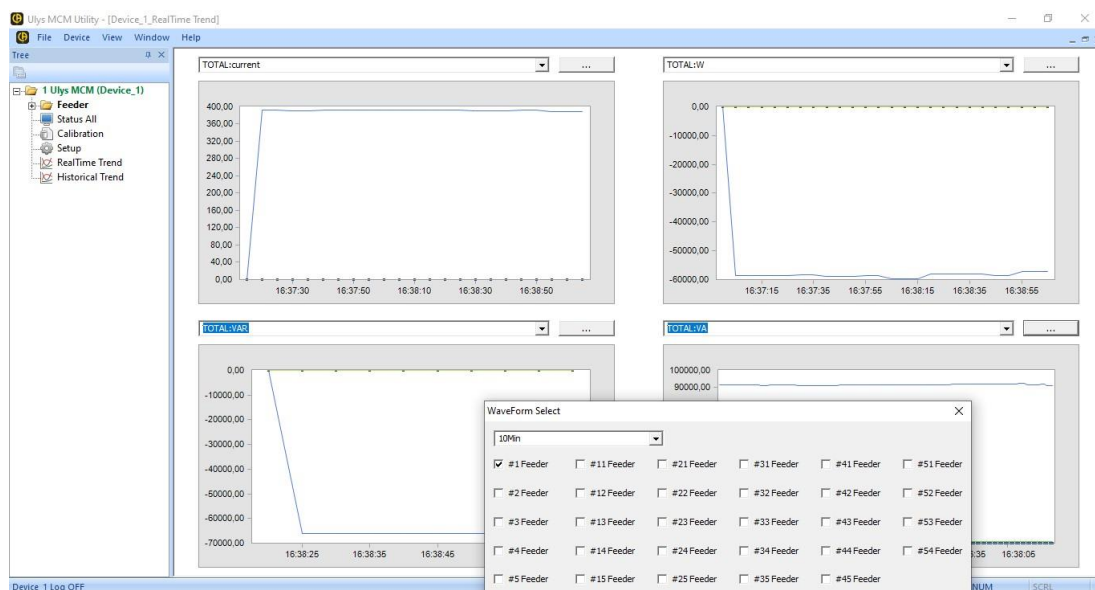 Ulys MCM Utility - [Device_1_RealTime Trend]
File Device View Window Help
Tree
1 Ulys MCM (Device_1)
Feeder
Status All
Calibration
Setup
RealTime Trend
Historical Trend
TOTAL:current
...
400,00
360,00
320,00
280,00
240,00
200,00
160,00
120,00
80,00
40,00
0,00
16:37:30 16:37:50 16:38:10 16:38:30 16:38:50
TOTAL:W
...
0,00
-10000,00
-20000,00
-30000,00
-40000,00
-50000,00
-60000,00
16:37:15 16:37:35 16:37:55 16:38:15 16:38:35 16:38:55
TOTAL:VAR
...
0,00
-10000,00
-20000,00
-30000,00
-40000,00
-50000,00
-60000,00
-70000,00
16:38:25 16:38:35 16:38:45
TOTAL:VA
...
100000,00
90000,00
:35 16:38:05
WaveForm Select
10Min
#1 Feeder #11 Feeder #21 Feeder #31 Feeder #41 Feeder #51 Feeder
#2 Feeder #12 Feeder #22 Feeder #32 Feeder #42 Feeder #52 Feeder
#3 Feeder #13 Feeder #23 Feeder #33 Feeder #43 Feeder #53 Feeder
#4 Feeder #14 Feeder #24 Feeder #34 Feeder #44 Feeder #54 Feeder
#5 Feeder #15 Feeder #25 Feeder #35 Feeder #45 Feeder
Device_1 Log OFF
NUM SCRL